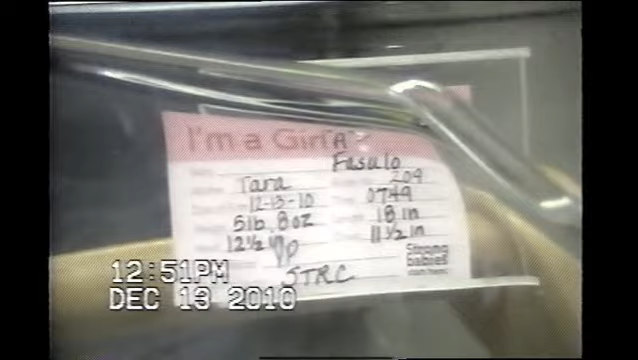 I'm a Girl "A"
Fasulo
Tara 209
12-13-10 0749
5lb. 8oz 18 in
12½ 11½ in
STRC
Strong
babies
12:51PM
DEC 13 2010